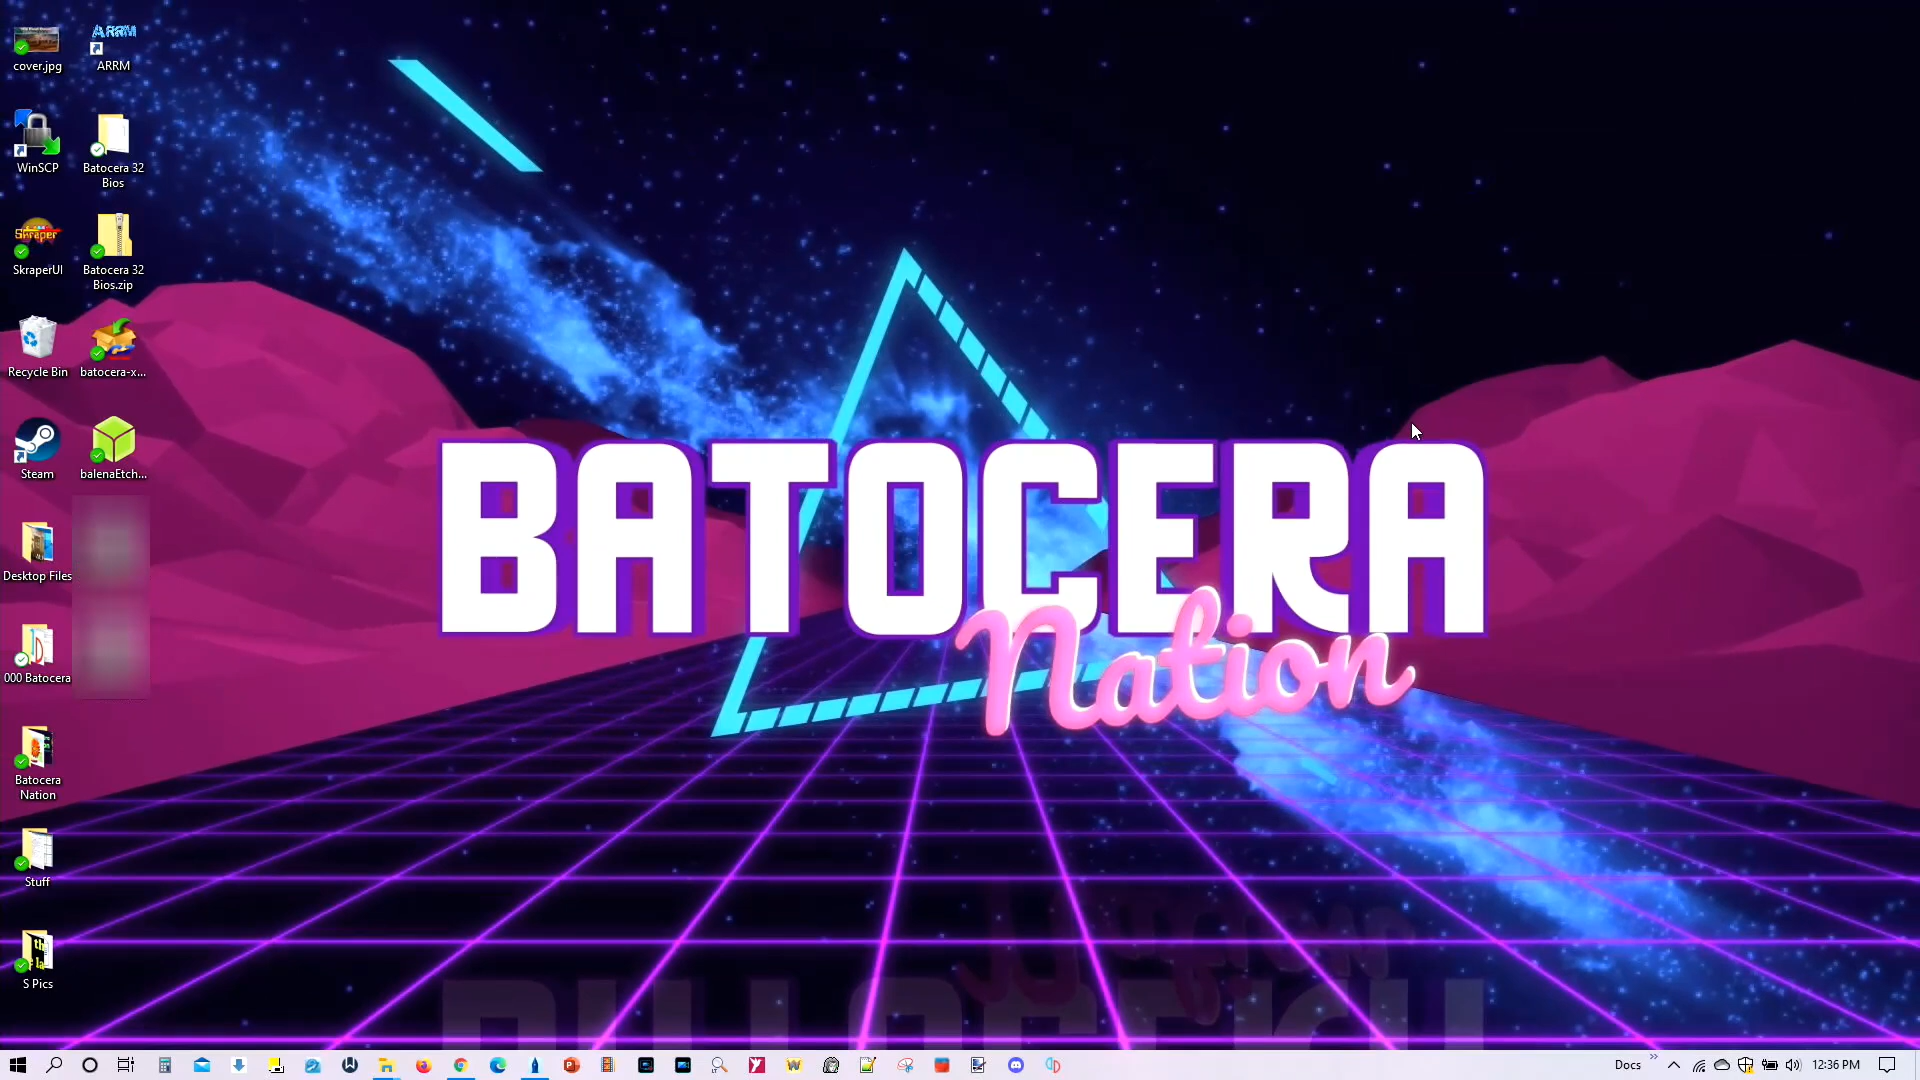 cover.jpg
ARRM
ARRM
WinSCP
Batocera 32
Bios
Skraper
SkraperUI
Batocera 32
Bios.zip
Recycle Bin
batocera-x...
Steam
balenaEtch...
Desktop Files
000 Batocera
Batocera
Nation
Stuff
S Pics
BATOCERA
Nation
Docs
12:36 PM